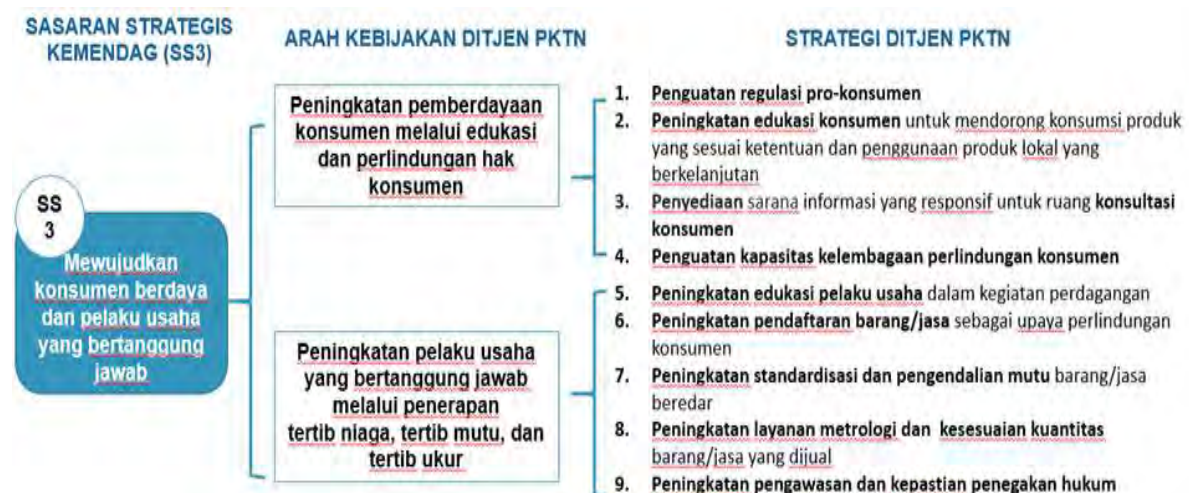 SASARAN STRATEGIS
KEMENDAG (SS3)
ARAH KEBIJAKAN DITJEN PKTN
STRATEGI DITJEN PKTN
SS
3
Mewujudkan
konsumen berdaya
dan pelaku usaha
yang bertanggung
jawab
Peningkatan pemberdayaan
konsumen melalui edukasi
dan perlindungan hak
konsumen
Peningkatan pelaku usaha
yang bertanggung jawab
melalui penerapan
tertib niaga, tertib mutu, dan
tertib ukur
1. Penguatan regulasi pro-konsumen
2. Peningkatan edukasi konsumen untuk mendorong konsumsi produk
yang sesuai ketentuan dan penggunaan produk lokal yang
berkelanjutan
3. Penyediaan sarana informasi yang responsif untuk ruang konsultasi
konsumen
4. Penguatan kapasitas kelembagaan perlindungan konsumen
5. Peningkatan edukasi pelaku usaha dalam kegiatan perdagangan
6. Peningkatan pendaftaran barang/jasa sebagai upaya perlindungan
konsumen
7. Peningkatan standardisasi dan pengendalian mutu barang/jasa
beredar
8. Peningkatan layanan metrologi dan kesesuaian kuantitas
barang/jasa yang dijual
9. Peningkatan pengawasan dan kepastian penegakan hukum